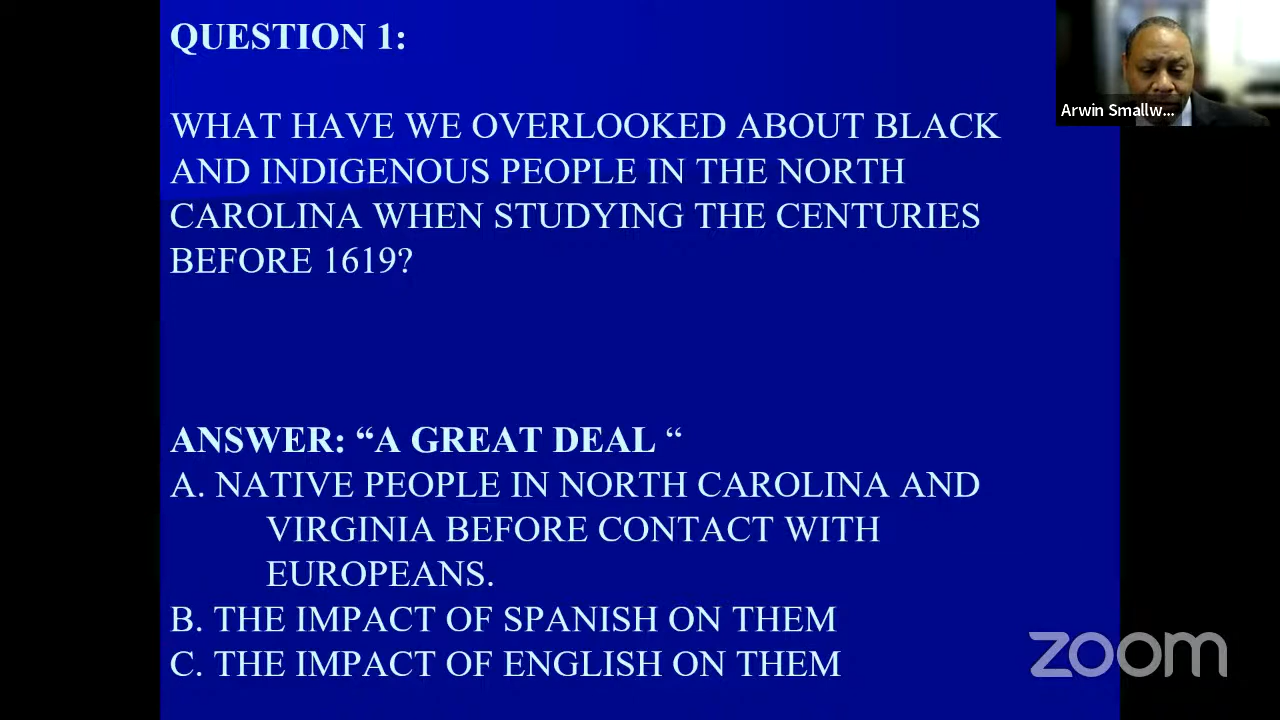 QUESTION 1:
WHAT HAVE WE OVERLOOKED ABOUT BLACK
AND INDIGENOUS PEOPLE IN THE NORTH
CAROLINA WHEN STUDYING THE CENTURIES
BEFORE 1619?
ANSWER: “A GREAT DEAL “
A. NATIVE PEOPLE IN NORTH CAROLINA AND
VIRGINIA BEFORE CONTACT WITH
EUROPEANS.
B. THE IMPACT OF SPANISH ON THEM
C. THE IMPACT OF ENGLISH ON THEM
Arwin Smallw...
zoom